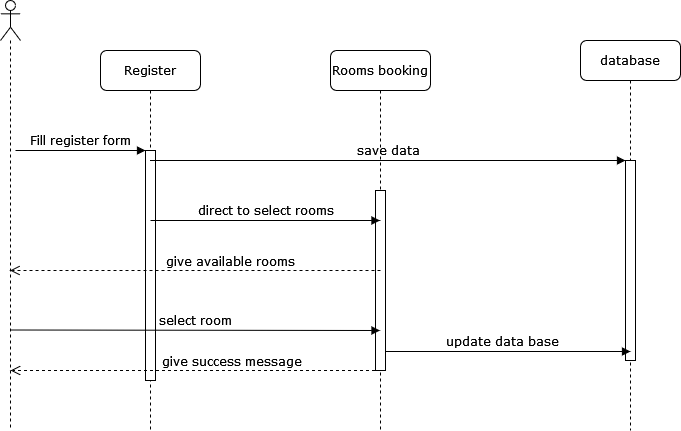 Register
Rooms booking
database
Fill register form
save data
direct to select rooms
give available rooms
select room
update data base
give success message